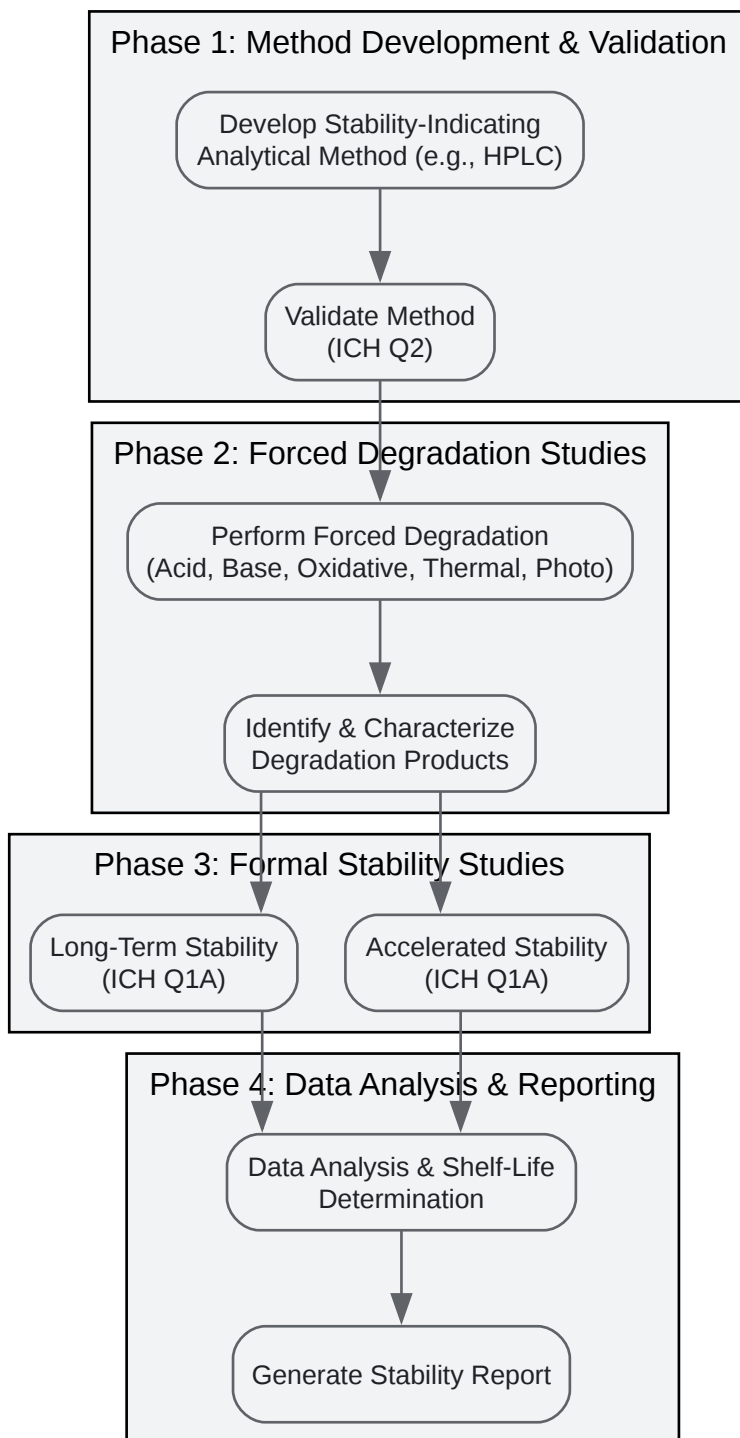 Phase 1: Method Development & Validation
Develop Stability-Indicating
Analytical Method (e.g., HPLC)
Validate Method
(ICH Q2)
Phase 2: Forced Degradation Studies
Perform Forced Degradation
(Acid, Base, Oxidative, Thermal, Photo)
Identify & Characterize
Degradation Products
Phase 3: Formal Stability Studies
Long-Term Stability
(ICH Q1A)
Accelerated Stability
(ICH Q1A)
Phase 4: Data Analysis & Reporting
Data Analysis & Shelf-Life
Determination
Generate Stability Report